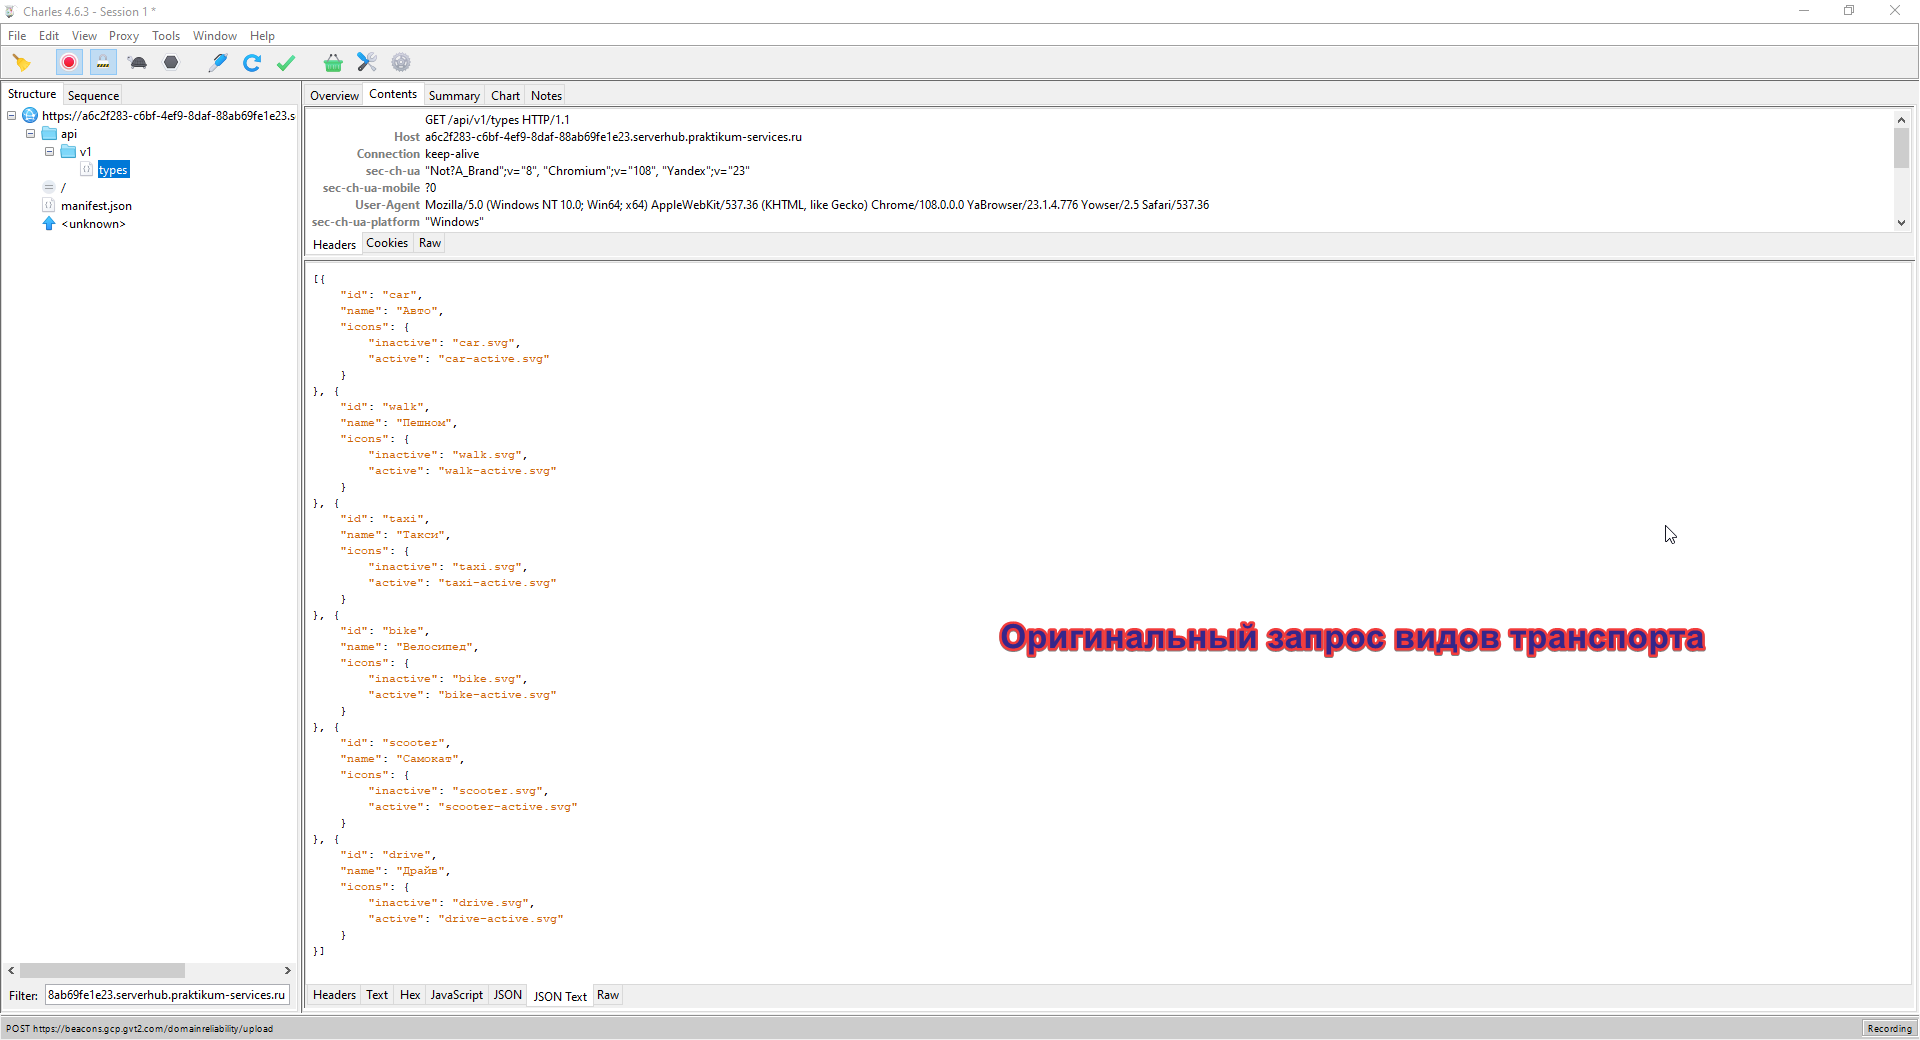 Charles 4.6.3 - Session 1 *
File Edit View Proxy Tools Window Help
Structure Sequence
https://a6c2f283-c6bf-4ef9-8daf-88ab69fe1e23.s
api
v1
types
/
manifest.json
<unknown>
Filter: 8ab69fe1e23.serverhub.praktikum-services.ru
Overview Contents Summary Chart Notes
GET /api/v1/types HTTP/1.1
Host a6c2f283-c6bf-4ef9-8daf-88ab69fe1e23.serverhub.praktikum-services.ru
Connection keep-alive
sec-ch-ua "Not?A_Brand";v="8", "Chromium";v="108", "Yandex";v="23"
sec-ch-ua-mobile ?0
User-Agent Mozilla/5.0 (Windows NT 10.0; Win64; x64) AppleWebKit/537.36 (KHTML, like Gecko) Chrome/108.0.0.0 YaBrowser/23.1.4.776 Yowser/2.5 Safari/537.36
sec-ch-ua-platform "Windows"
Headers Cookies Raw
[{
"id": "car",
"name": "Авто",
"icons": {
"inactive": "car.svg",
"active": "car-active.svg"
}
}, {
"id": "walk",
"name": "Пешком",
"icons": {
"inactive": "walk.svg",
"active": "walk-active.svg"
}
}, {
"id": "taxi",
"name": "Такси",
"icons": {
"inactive": "taxi.svg",
"active": "taxi-active.svg"
}
}, {
"id": "bike",
"name": "Велосипед",
"icons": {
"inactive": "bike.svg",
"active": "bike-active.svg"
}
}, {
"id": "scooter",
"name": "Самокат",
"icons": {
"inactive": "scooter.svg",
"active": "scooter-active.svg"
}
}, {
"id": "drive",
"name": "Драйв",
"icons": {
"inactive": "drive.svg",
"active": "drive-active.svg"
}
}]
Оригинальный запрос видов транспорта
Headers Text Hex JavaScript JSON JSON Text Raw
POST https://beacons.gcp.gvt2.com/domainreliability/upload
Recording